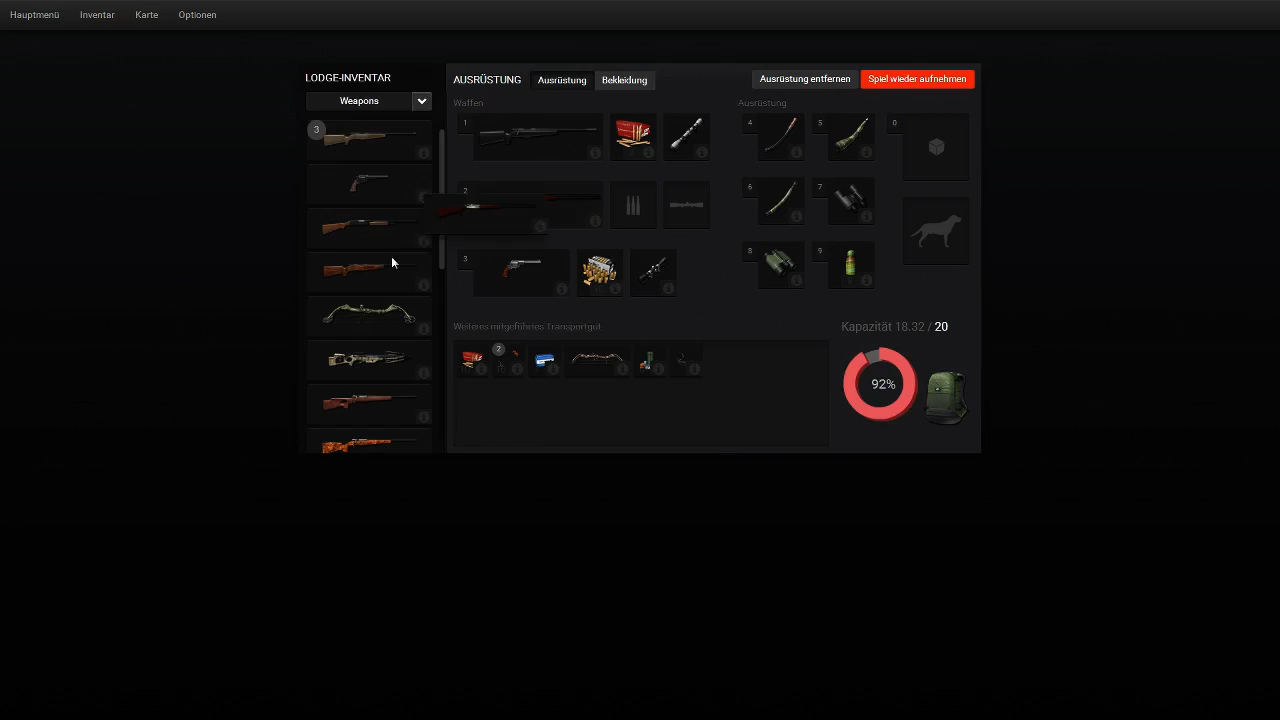 Hauptmenü Inventar Karte Optionen
LODGE-INVENTAR
Weapons
3
AUSRÜSTUNG Ausrüstung Bekleidung Ausrüstung entfernen Spiel wieder aufnehmen
Waffen
1
2
3
Ausrüstung
4 5 0
6 7
8 9
Weiteres mitgeführtes Transportgut
2
Kapazität 18.32 / 20
92%